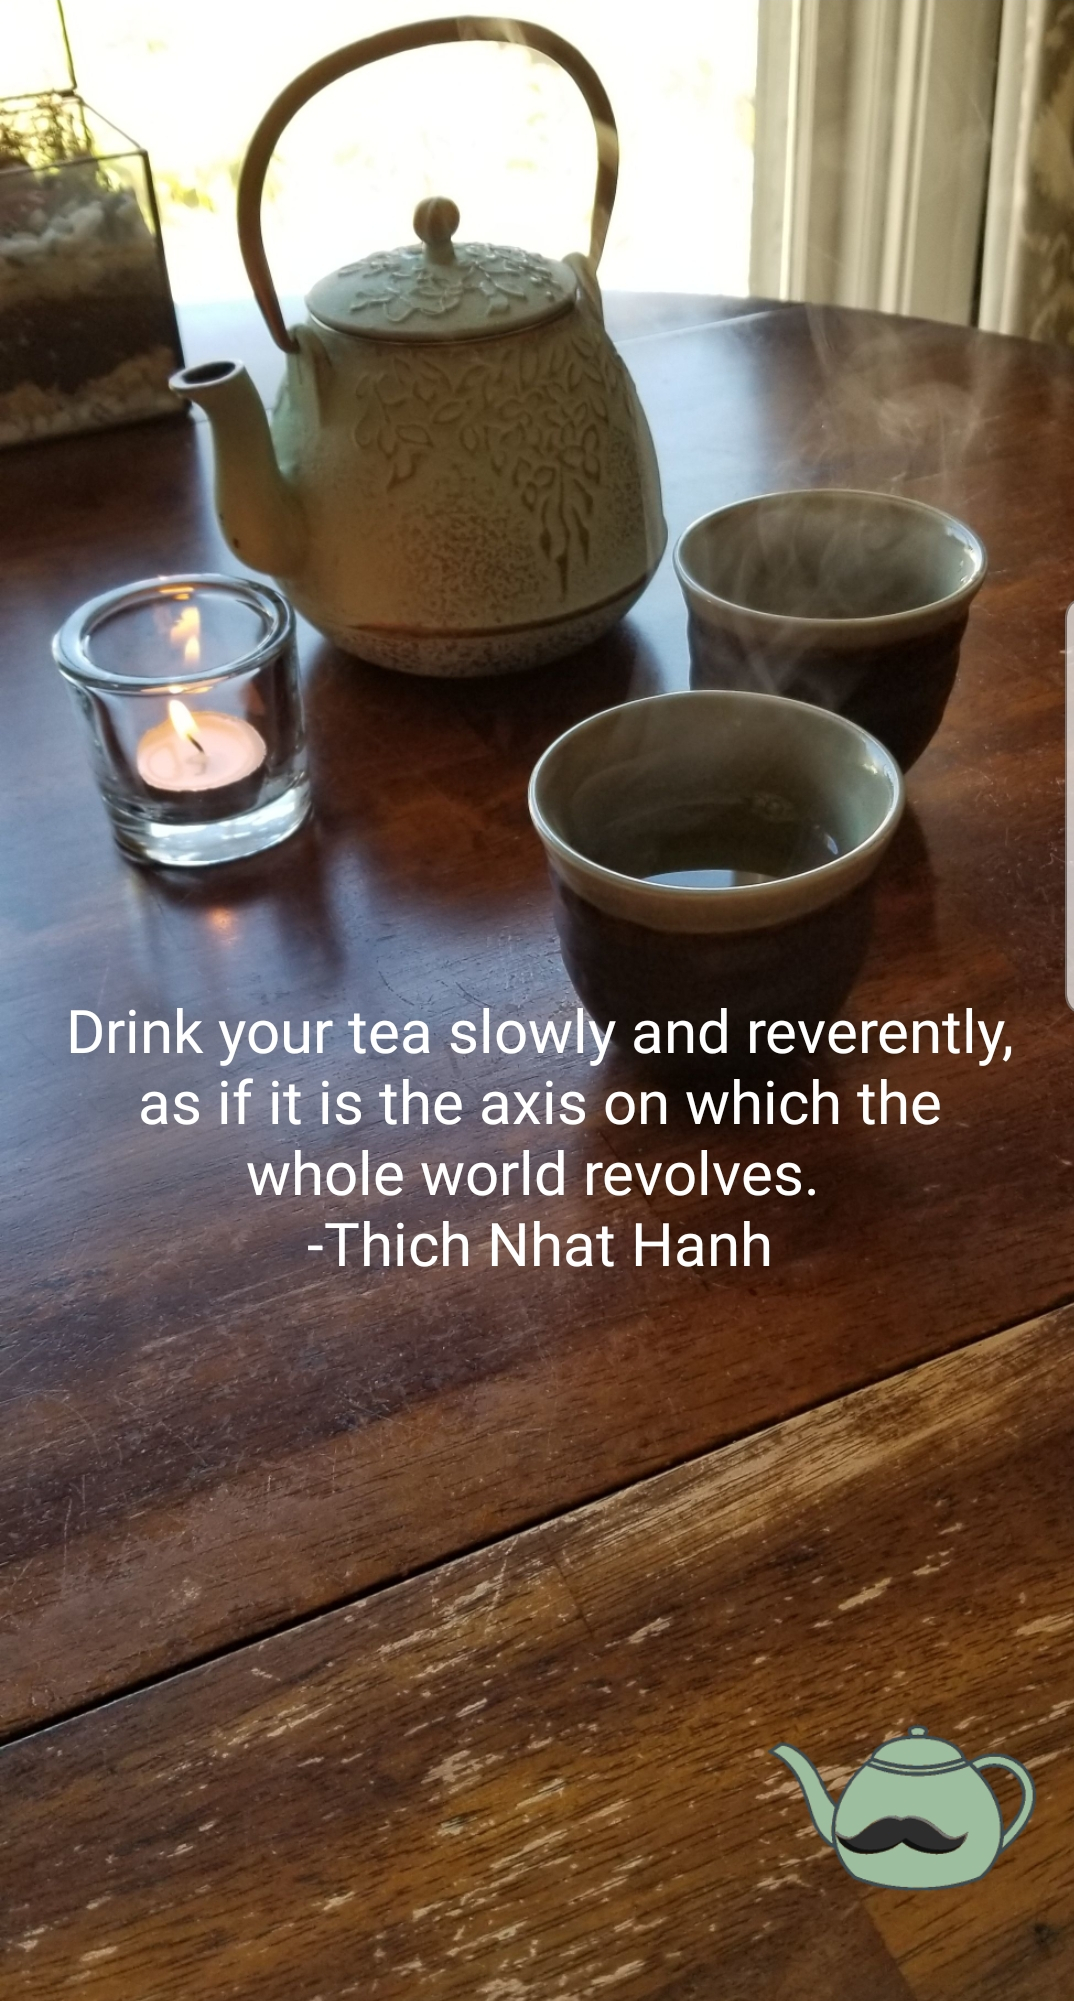 Drink your tea slowly and reverently,
as if it is the axis on which the
whole world revolves.
-Thich Nhat Hanh